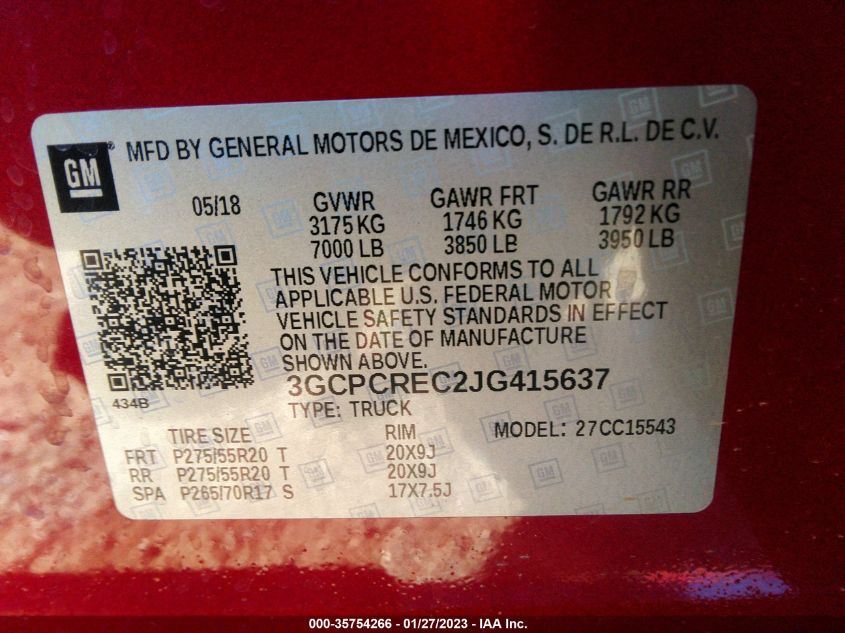 GM
MFD BY GENERAL MOTORS DE MEXICO, S. DE R.L. DE C.V.
05/18 GVWR GAWR FRT GAWR RR
3175 KG 1746 KG 1792 KG
7000 LB 3850 LB 3950 LB
THIS VEHICLE CONFORMS TO ALL
APPLICABLE U.S. FEDERAL MOTOR
VEHICLE SAFETY STANDARDS IN EFFECT
ON THE DATE OF MANUFACTURE
SHOWN ABOVE.
434B
3GCPCREC2JG415637
TYPE: TRUCK
MODEL: 27CC15543
TIRE SIZE RIM
FRT P275/55R20 T 20X9J
RR P275/55R20 T 20X9J
SPA P265/70R17 S 17X7.5J
000-35754266 - 01/27/2023 - IAA Inc.